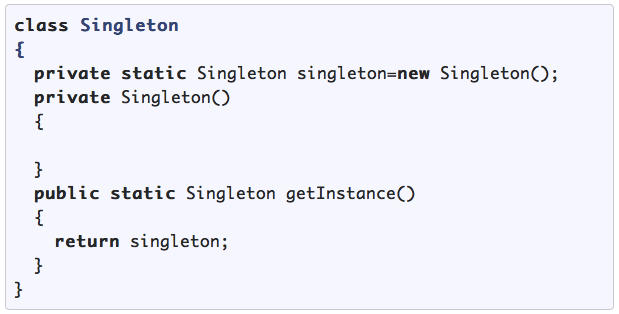 class Singleton
{
  private static Singleton singleton=new Singleton();
  private Singleton()
  {
  }
  public static Singleton getInstance()
  {
    return singleton;
  }
}